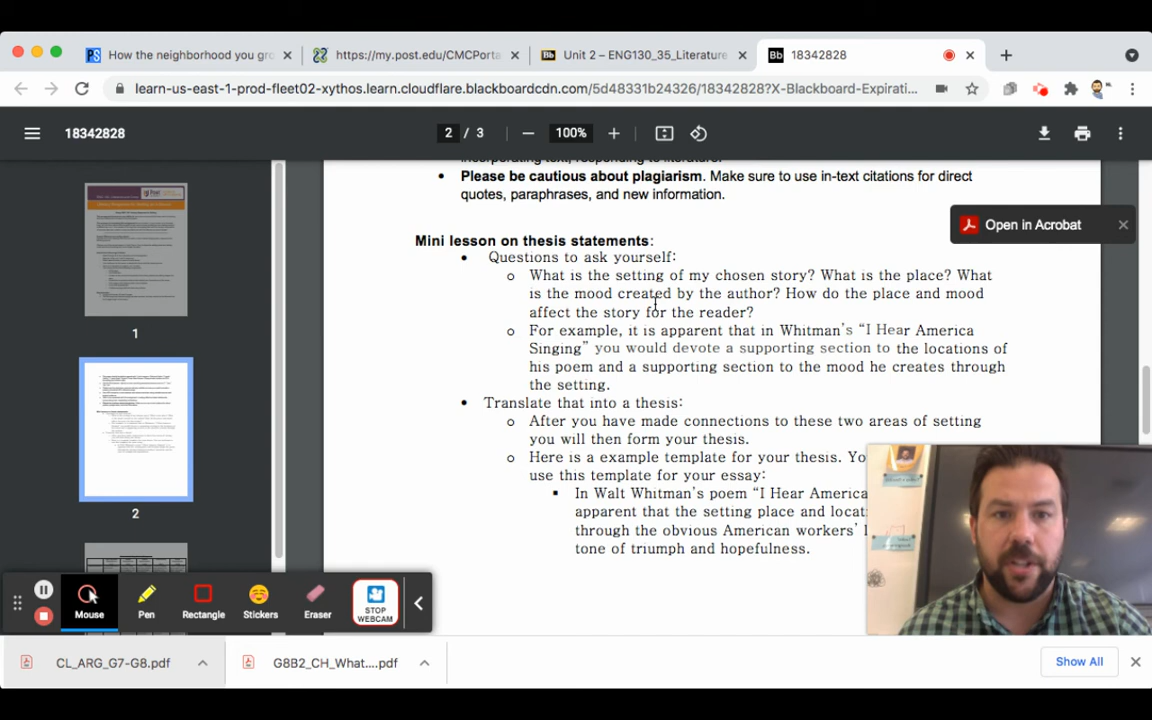 How the neighborhood you gro
https://my.post.edu/CMCPorta
Bb
Unit 2 – ENG130_35_Literature
Bb
18342828
learn-us-east-1-prod-fleet02-xythos.learn.cloudflare.blackboardcdn.com/5d48331b24326/18342828?X-Blackboard-Expirati...
18342828
2 / 3
100%
Open in Acrobat
incorporating text, responding to literature.
• Please be cautious about plagiarism. Make sure to use in-text citations for direct
quotes, paraphrases, and new information.
Mini lesson on thesis statements:
• Questions to ask yourself:
o What is the setting of my chosen story? What is the place? What
is the mood created by the author? How do the place and mood
affect the story for the reader?
o For example, it is apparent that in Whitman's "I Hear America
Singing" you would devote a supporting section to the locations of
his poem and a supporting section to the mood he creates through
the setting.
• Translate that into a thesis:
o After you have made connections to these two areas of setting
you will then form your thesis.
o Here is a example template for your thesis. Yo
use this template for your essay:
▪ In Walt Whitman's poem "I Hear America
apparent that the setting place and locati
through the obvious American workers' l
tone of triumph and hopefulness.
1
2
Mouse
Pen
Rectangle
Stickers
Eraser
STOP
WEBCAM
CL_ARG_G7-G8.pdf
G8B2_CH_What....pdf
Show All